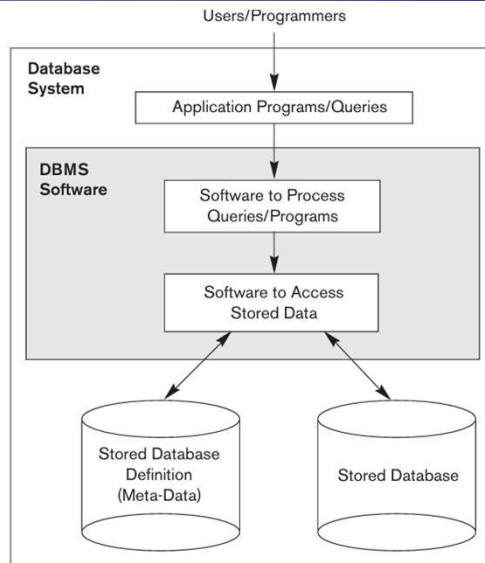 Users/Programmers
Database
System
Application Programs/Queries
DBMS
Software
Software to Process
Queries/Programs
Software to Access
Stored Data
Stored Database
Definition
(Meta-Data)
Stored Database